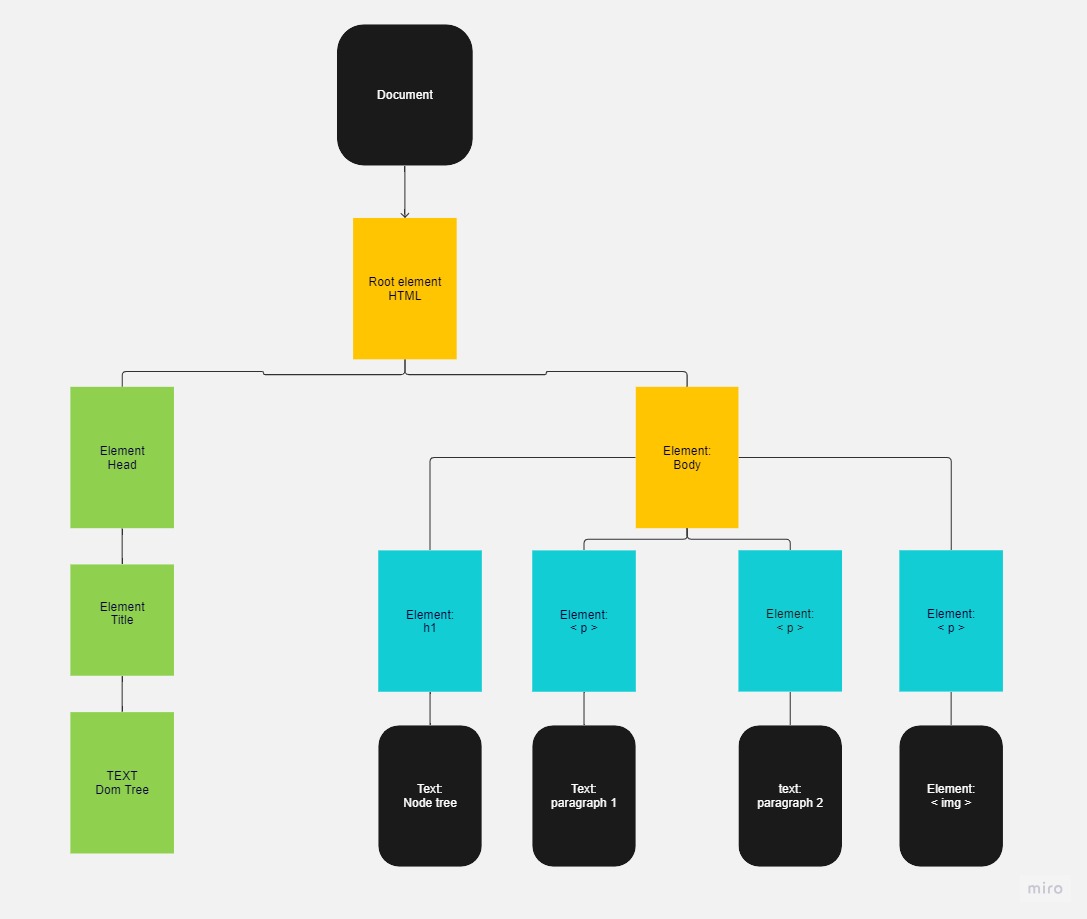 Document
Root element
HTML
Element
Head
Element:
Body
Element
Title
Element:
h1
Element:
< p >
Element:
< p >
Element:
< p >
TEXT
Dom Tree
Text:
Node tree
Text:
paragraph 1
text:
paragraph 2
Element:
< img >
miro